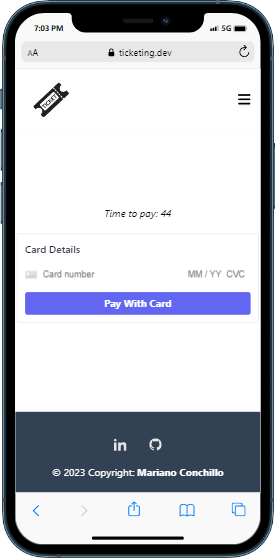 7:03 PM 5G
AA ticketing.dev
TICKET
Time to pay: 44
Card Details
Card number MM / YY CVC
Pay With Card
in
© 2023 Copyright: Mariano Conchillo